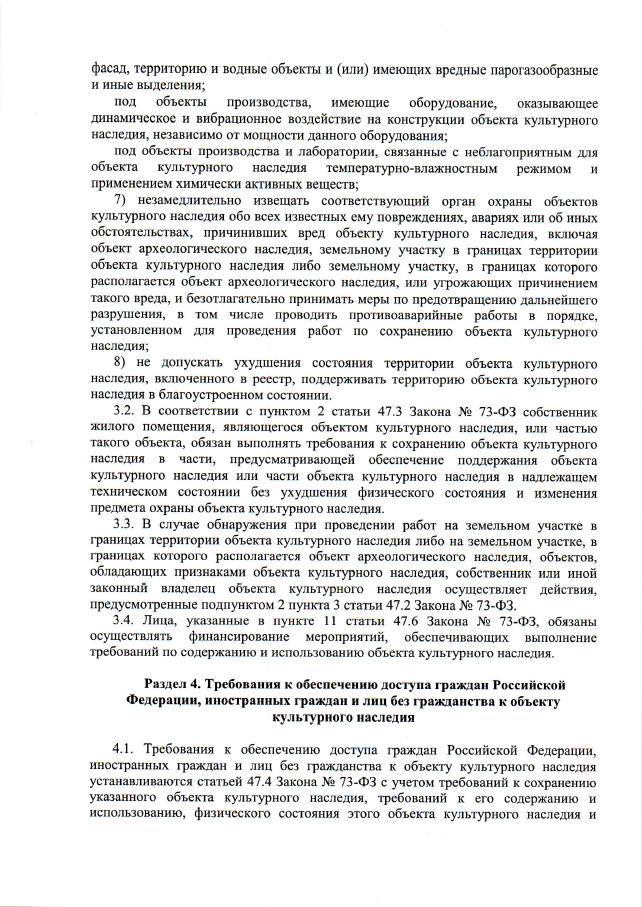 фасад, территорию и водные объекты и (или) имеющих вредные парогазообразные
и иные выделения;
под объекты производства, имеющие оборудование, оказывающее
динамическое и вибрационное воздействие на конструкции объекта культурного
наследия, независимо от мощности данного оборудования;
под объекты производства и лаборатории, связанные с неблагоприятным для
объекта культурного наследия температурно-влажностным режимом и
применением химически активных веществ;
7) незамедлительно извещать соответствующий орган охраны объектов
культурного наследия обо всех известных ему повреждениях, авариях или об иных
обстоятельствах, причинивших вред объекту культурного наследия, включая
объект археологического наследия, земельному участку в границах территории
объекта культурного наследия либо земельному участку, в границах которого
располагается объект археологического наследия, или угрожающих причинением
такого вреда, и безотлагательно принимать меры по предотвращению дальнейшего
разрушения, в том числе проводить противоаварийные работы в порядке,
установленном для проведения работ по сохранению объекта культурного
наследия;
8) не допускать ухудшения состояния территории объекта культурного
наследия, включенного в реестр, поддерживать территорию объекта культурного
наследия в благоустроенном состоянии.
3.2. В соответствии с пунктом 2 статьи 47.3 Закона № 73-ФЗ собственник
жилого помещения, являющегося объектом культурного наследия, или частью
такого объекта, обязан выполнять требования к сохранению объекта культурного
наследия в части, предусматривающей обеспечение поддержания объекта
культурного наследия или части объекта культурного наследия в надлежащем
техническом состоянии без ухудшения физического состояния и изменения
предмета охраны объекта культурного наследия.
3.3. В случае обнаружения при проведении работ на земельном участке в
границах территории объекта культурного наследия либо на земельном участке, в
границах которого располагается объект археологического наследия, объектов,
обладающих признаками объекта культурного наследия, собственник или иной
законный владелец объекта культурного наследия осуществляет действия,
предусмотренные подпунктом 2 пункта 3 статьи 47.2 Закона № 73-ФЗ.
3.4. Лица, указанные в пункте 11 статьи 47.6 Закона № 73-ФЗ, обязаны
осуществлять финансирование мероприятий, обеспечивающих выполнение
требований по содержанию и использованию объекта культурного наследия.
Раздел 4. Требования к обеспечению доступа граждан Российской
Федерации, иностранных граждан и лиц без гражданства к объекту
культурного наследия
4.1. Требования к обеспечению доступа граждан Российской Федерации,
иностранных граждан и лиц без гражданства к объекту культурного наследия
устанавливаются статьей 47.4 Закона № 73-ФЗ с учетом требований к сохранению
указанного объекта культурного наследия, требований к его содержанию и
использованию, физического состояния этого объекта культурного наследия и